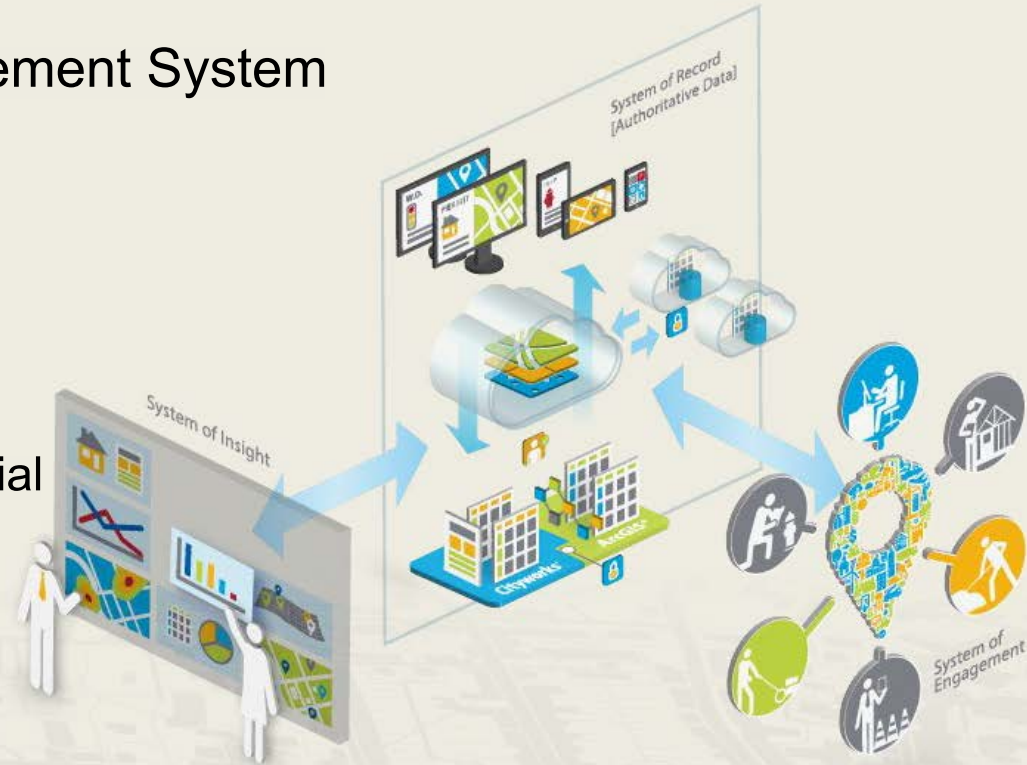 ement System
System of Record
[Authoritative Data]
W.O.
System of Insight
ial
Cityworks®
ArcGIS®
System of
Engagement